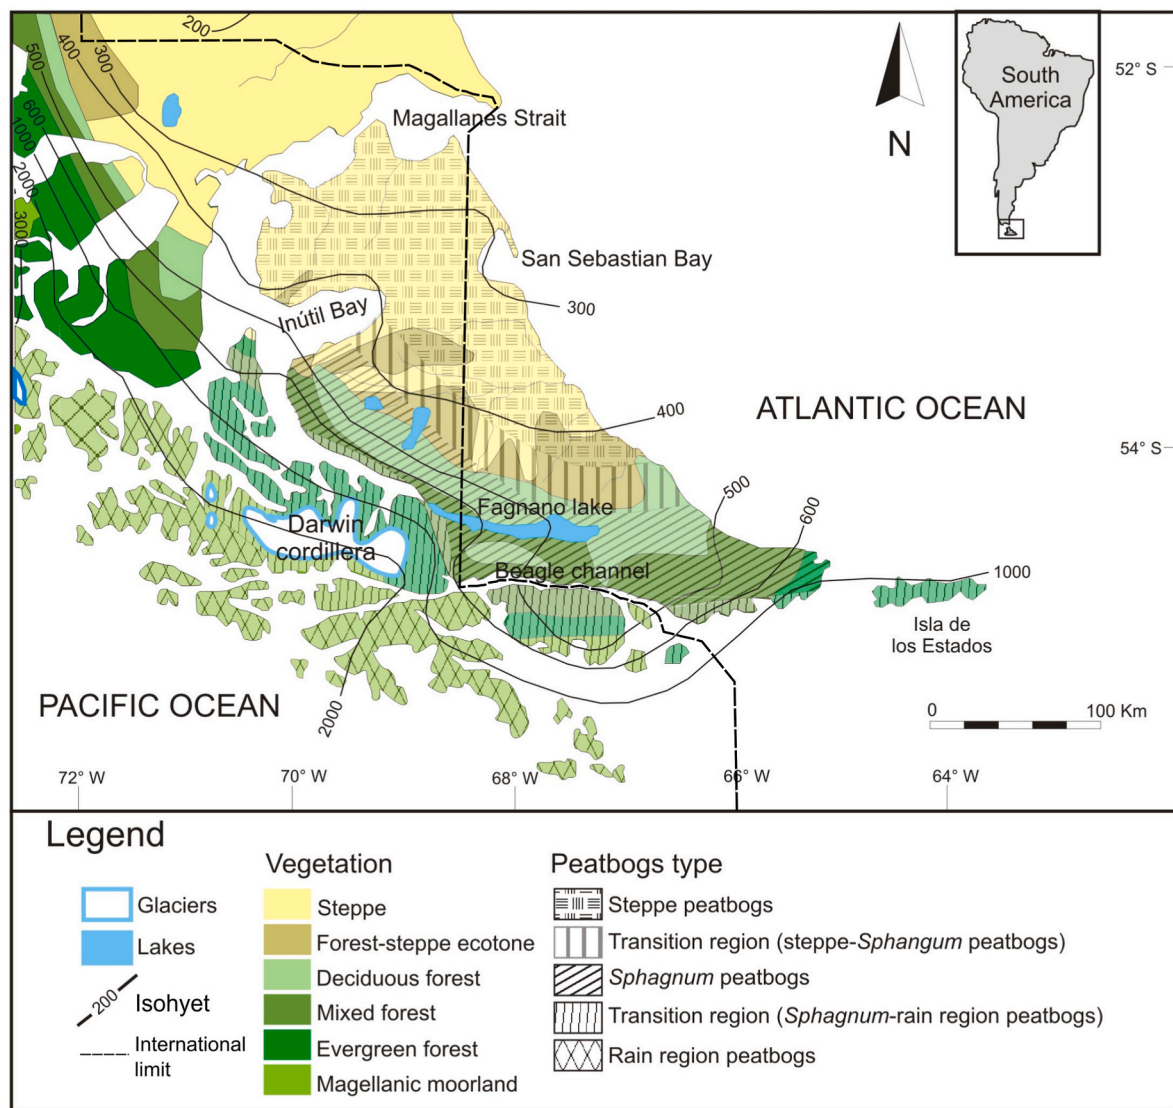 200
300
400
500
600
1000
2000
3000
Magallanes Strait
N
South
America
52° S
San Sebastian Bay
300
Inútil Bay
400
ATLANTIC OCEAN
54° S
500
600
Fagnano lake
Darwin
cordillera
Beagle channel
1000
Isla de
los Estados
PACIFIC OCEAN
2000
0 100 Km
72° W 70° W 68° W 66° W 64° W
Legend
Glaciers
Lakes
200
Isohyet
International
limit
Vegetation
Steppe
Forest-steppe ecotone
Deciduous forest
Mixed forest
Evergreen forest
Magellanic moorland
Peatbogs type
Steppe peatbogs
Transition region (steppe-Sphangum peatbogs)
Sphagnum peatbogs
Transition region (Sphagnum-rain region peatbogs)
Rain region peatbogs